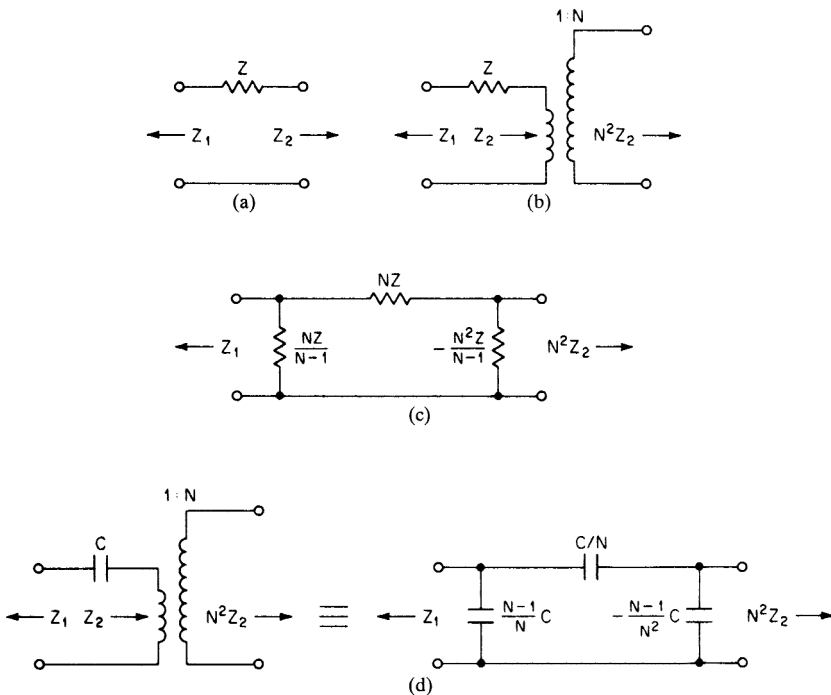 1:N
Z Z
Z₁ Z₂ Z₁ Z₂ N²Z₂
(a) (b)
NZ
Z₁ NZ/N-1 -N²Z/N-1 N²Z₂
(c)
1:N
C C/N
Z₁ Z₂ N²Z₂ Z₁ N-1/N C -N-1/N² C N²Z₂
(d)